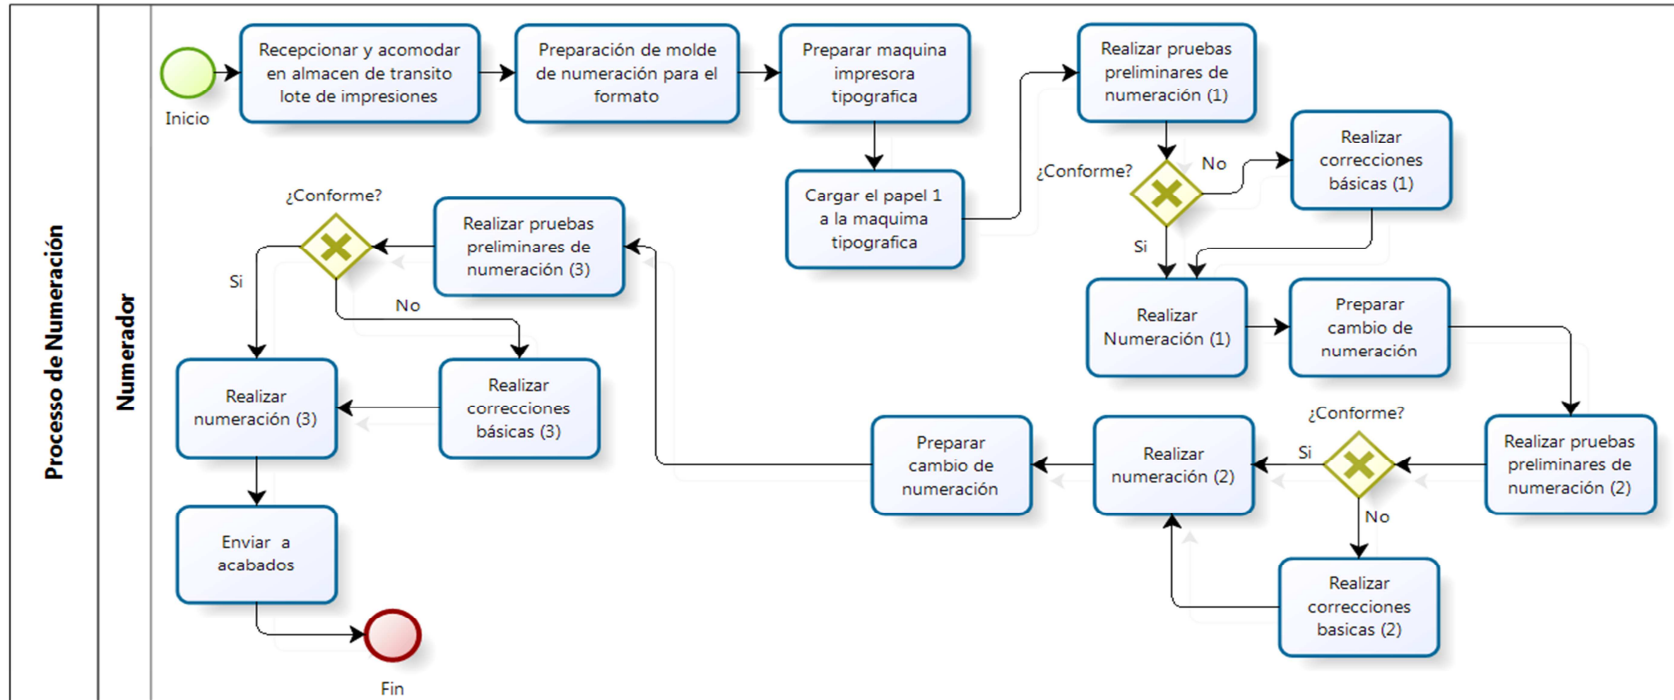 Processo de Numeración
Numerador
Inicio
Recepcionar y acomodar
en almacen de transito
lote de impresiones
Preparación de molde
de numeración para el
formato
Preparar maquina
impresora
tipografica
Cargar el papel 1
a la maquima
tipografica
Realizar pruebas
preliminares de
numeración (1)
¿Conforme?
No
Realizar
correcciones
básicas (1)
Si
Realizar
Numeración (1)
Preparar
cambio de
numeración
Realizar pruebas
preliminares de
numeración (2)
¿Conforme?
Si
No
Realizar
correcciones
basicas (2)
Realizar
numeración (2)
Preparar
cambio de
numeración
Realizar pruebas
preliminares de
numeración (3)
¿Conforme?
Si
No
Realizar
correcciones
básicas (3)
Realizar
numeración (3)
Enviar a
acabados
Fin